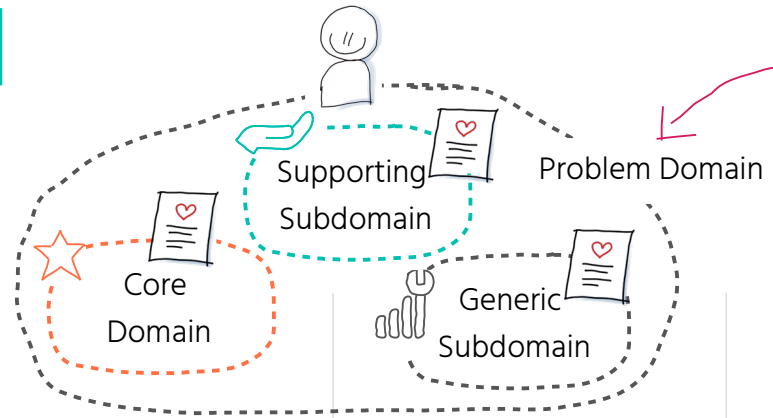 Supporting
Subdomain
Problem Domain
Core
Domain
Generic
Subdomain